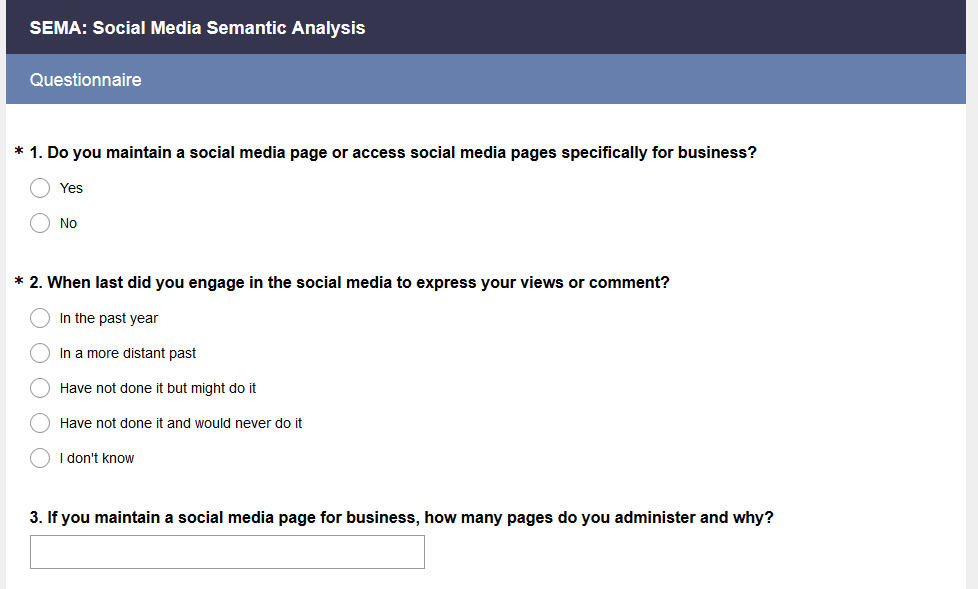 SEMA: Social Media Semantic Analysis
Questionnaire
* 1. Do you maintain a social media page or access social media pages specifically for business?
Yes
No
* 2. When last did you engage in the social media to express your views or comment?
In the past year
In a more distant past
Have not done it but might do it
Have not done it and would never do it
I don't know
3. If you maintain a social media page for business, how many pages do you administer and why?